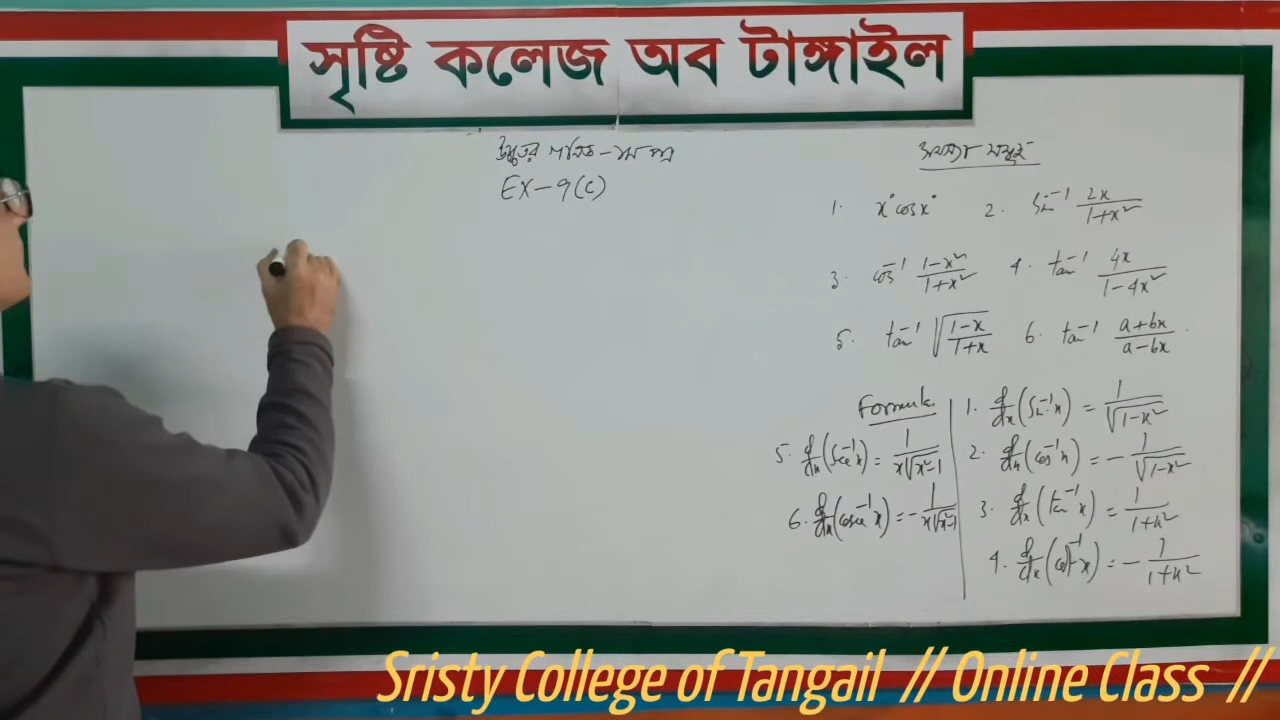 সৃষ্টি কলেজ অব টাঙ্গাইল
উচ্চতর গণিত - ১ম পত্র
EX - 9(c)
সমস্যা সমূহ
1. x° cos x° 2. sin⁻¹ 2x/(1+x²)
3. cos⁻¹ (1-x²)/(1+x²) 4. tan⁻¹ 4x/(1-4x²)
5. tan⁻¹ √((1-x)/(1+x)) 6. tan⁻¹ (a+bx)/(a-bx)
Formula.
1. d/dx (sin⁻¹x) = 1/√(1-x²)
2. d/dx (cos⁻¹x) = - 1/√(1-x²)
3. d/dx (tan⁻¹x) = 1/(1+x²)
4. d/dx (cot⁻¹x) = - 1/(1+x²)
5. d/dx (sec⁻¹x) = 1/(x√(x²-1))
6. d/dx (cosec⁻¹x) = - 1/(x√(x²-1))
Sristy College of Tangail // Online Class //